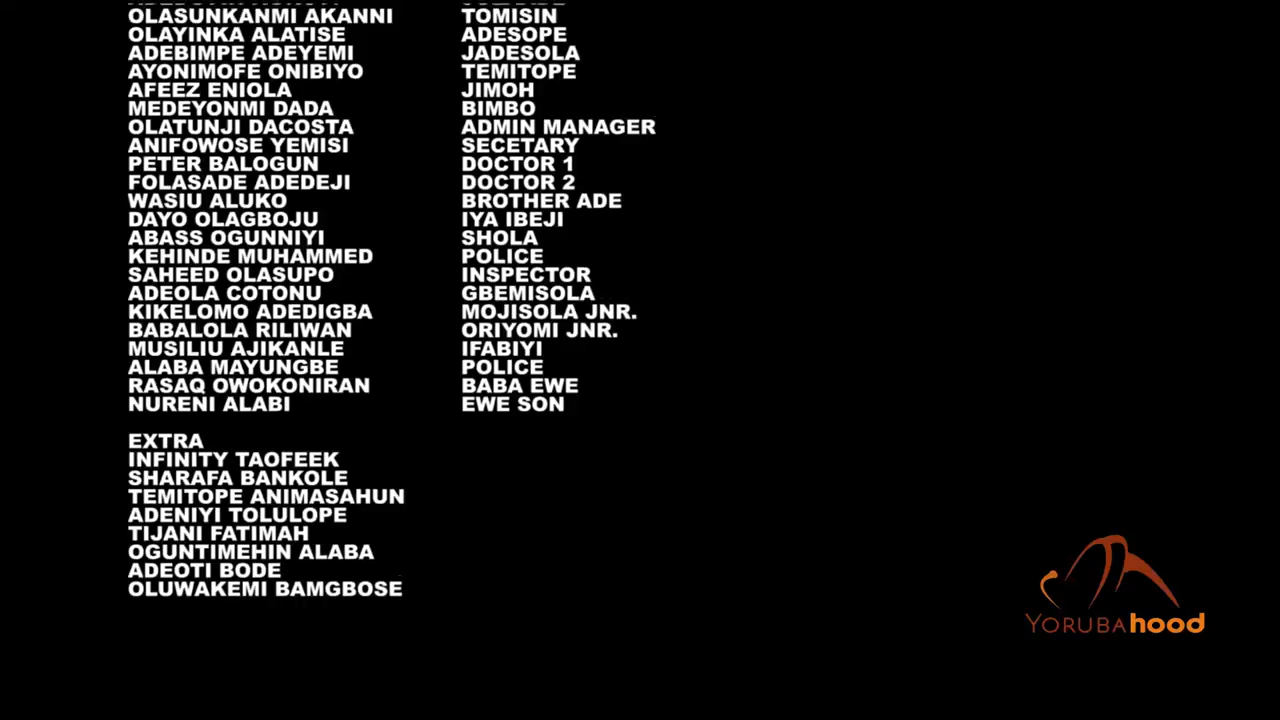 OLASUNKANMI AKANNI TOMISIN
OLAYINKA ALATISE ADESOPE
ADEBIMPE ADEYEMI JADESOLA
AYONIMOFE ONIBIYO TEMITOPE
AFEEZ ENIOLA JIMOH
MEDEYONMI DADA BIMBO
OLATUNJI DACOSTA ADMIN MANAGER
ANIFOWOSE YEMISI SECETARY
PETER BALOGUN DOCTOR 1
FOLASADE ADEDEJI DOCTOR 2
WASIU ALUKO BROTHER ADE
DAYO OLAGBOJU IYA IBEJI
ABASS OGUNNIYI SHOLA
KEHINDE MUHAMMED POLICE
SAHEED OLASUPO INSPECTOR
ADEOLA COTONU GBEMISOLA
KIKELOMO ADEDIGBA MOJISOLA JNR.
BABALOLA RILIWAN ORIYOMI JNR.
MUSILIU AJIKANLE IFABIYI
ALABA MAYUNGBE POLICE
RASAQ OWOKONIRAN BABA EWE
NURENI ALABI EWE SON
EXTRA
INFINITY TAOFEEK
SHARAFA BANKOLE
TEMITOPE ANIMASAHUN
ADENIYI TOLULOPE
TIJANI FATIMAH
OGUNTIMEHIN ALABA
ADEOTI BODE
OLUWAKEMI BAMGBOSE
YORUBAhood